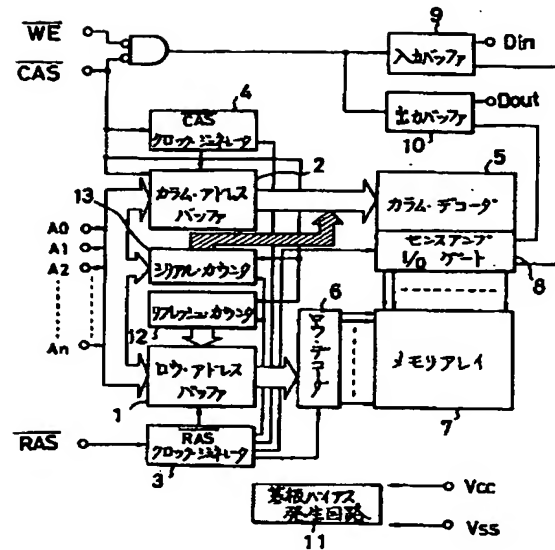 WE
CAS
9
入力バッファ
Din
4
CAS
クロック・ジェネレータ
出力バッファ
Dout
10
2
5
カラム・アドレス
バッファ
カラム・デコーダ
13
A0
A1
A2
An
シリアル・カウンタ
センスアンプ
I/O ゲート
8
リフレッシュ・カウンタ
12
6
ロウ・デコーダ
ロウ・アドレス
バッファ
1
メモリアレイ
7
RAS
RAS
クロック・ジェネレータ
3
基板バイアス
発生回路
11
Vcc
Vss